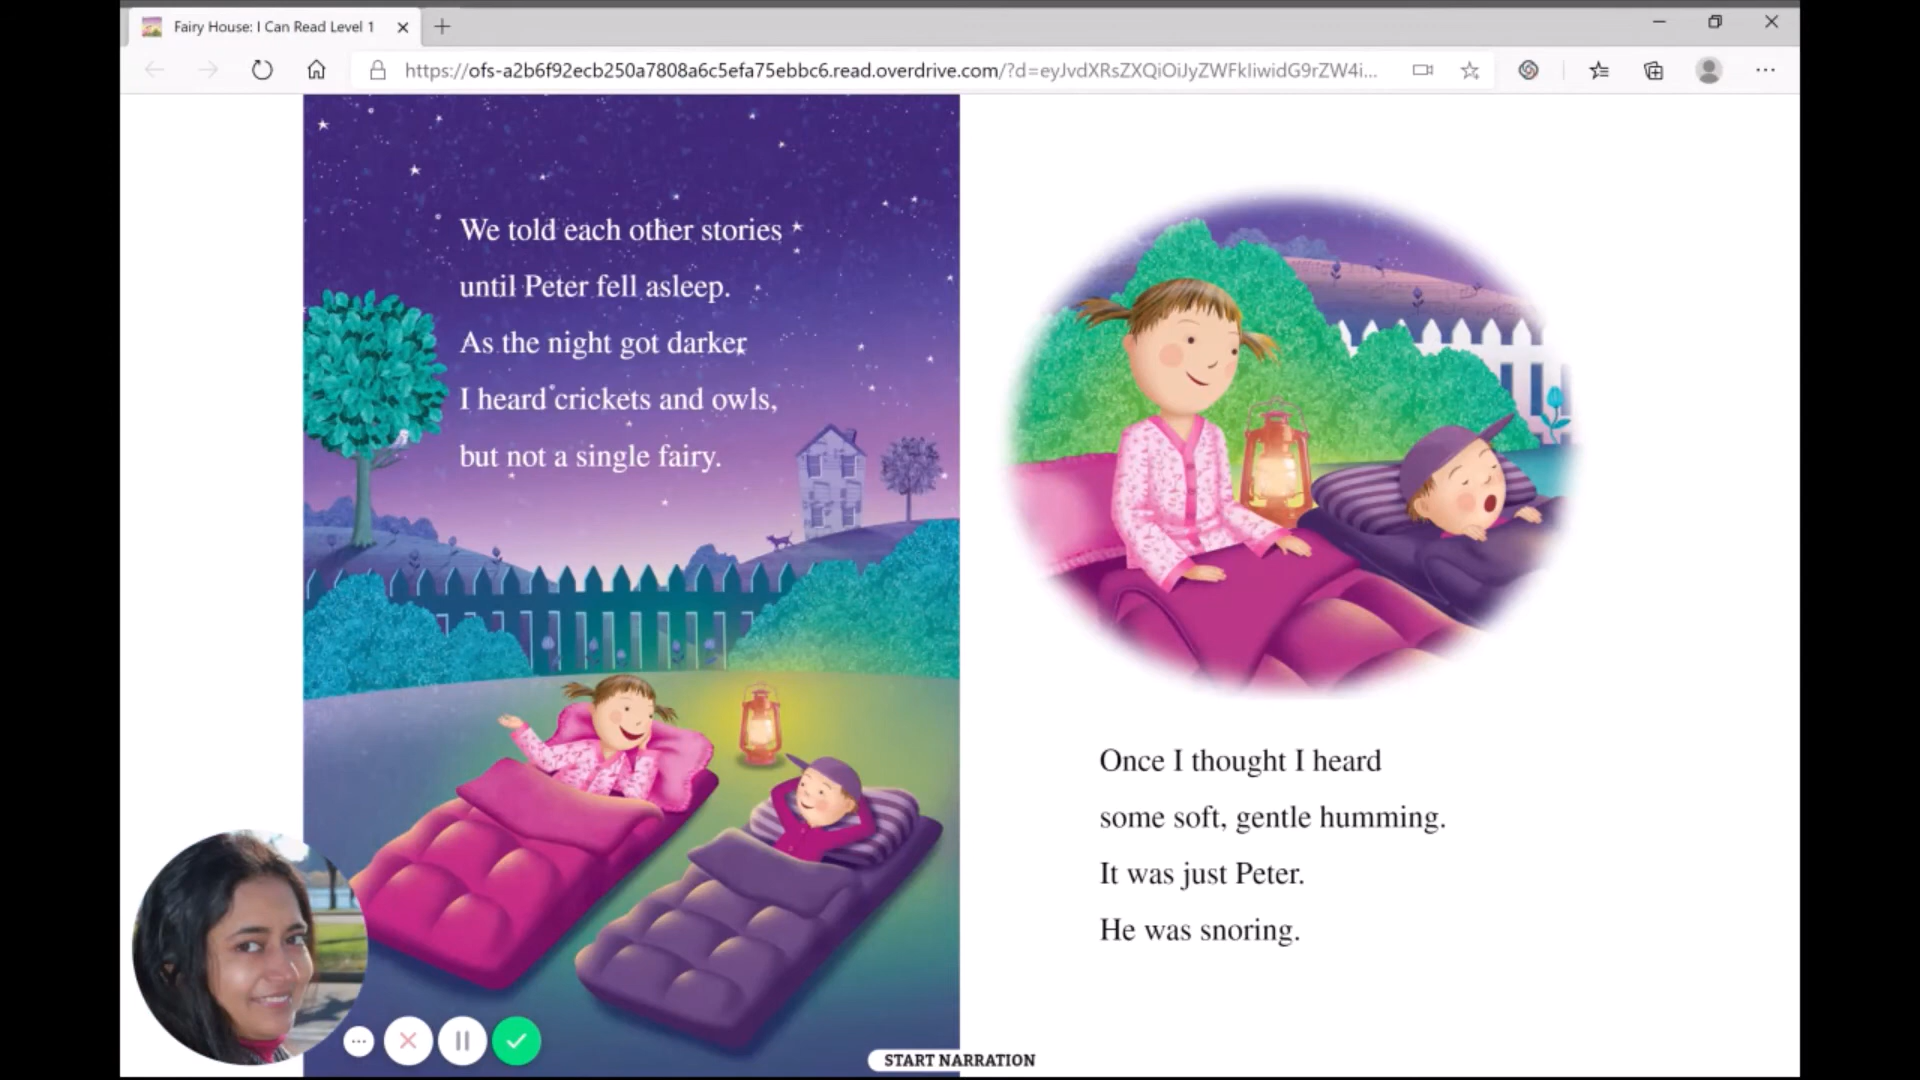 Fairy House: I Can Read Level 1
https://ofs-a2b6f92ecb250a7808a6c5efa75ebbc6.read.overdrive.com/?d=eyJvdXRsZXQiOiJyZWFkIiwidG9rZW4i...
We told each other stories
until Peter fell asleep.
As the night got darker
I heard crickets and owls,
but not a single fairy.
Once I thought I heard
some soft, gentle humming.
It was just Peter.
He was snoring.
START NARRATION